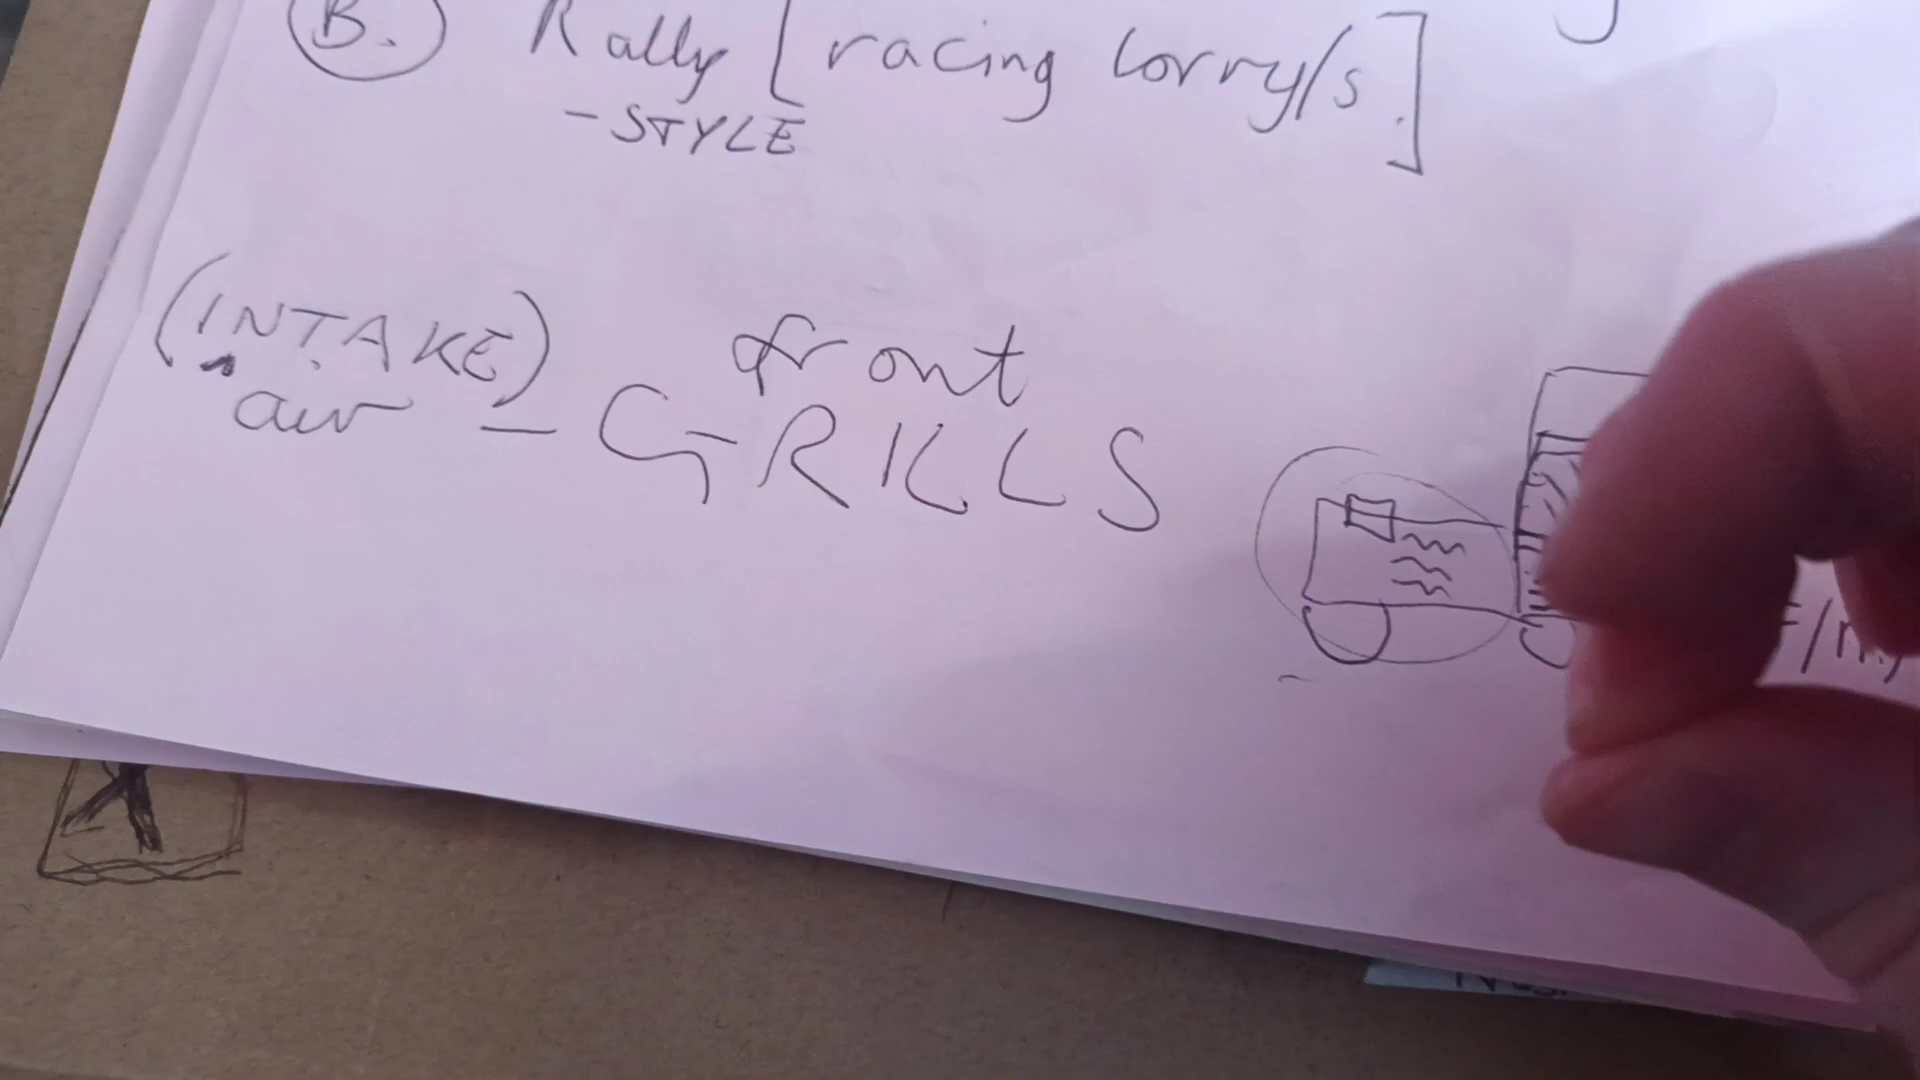 B. Rally [racing lorry/s.]
-STYLE
(INTAKE) front
air - GRILLS
X